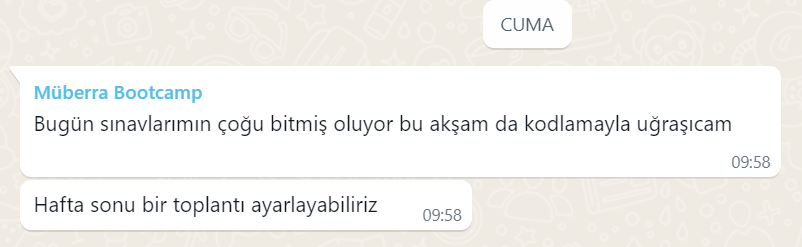 CUMA
Müberra Bootcamp
Bugün sınavlarımın çoğu bitmiş oluyor bu akşam da kodlamayla uğraşıcam
09:58
Hafta sonu bir toplantı ayarlayabiliriz
09:58